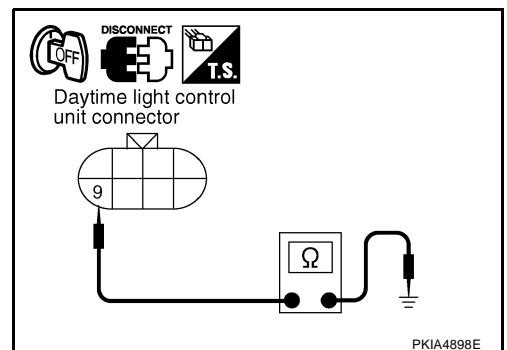 DISCONNECT
OFF
T.S.
Daytime light control
unit connector
9
Ω
PKIA4898E